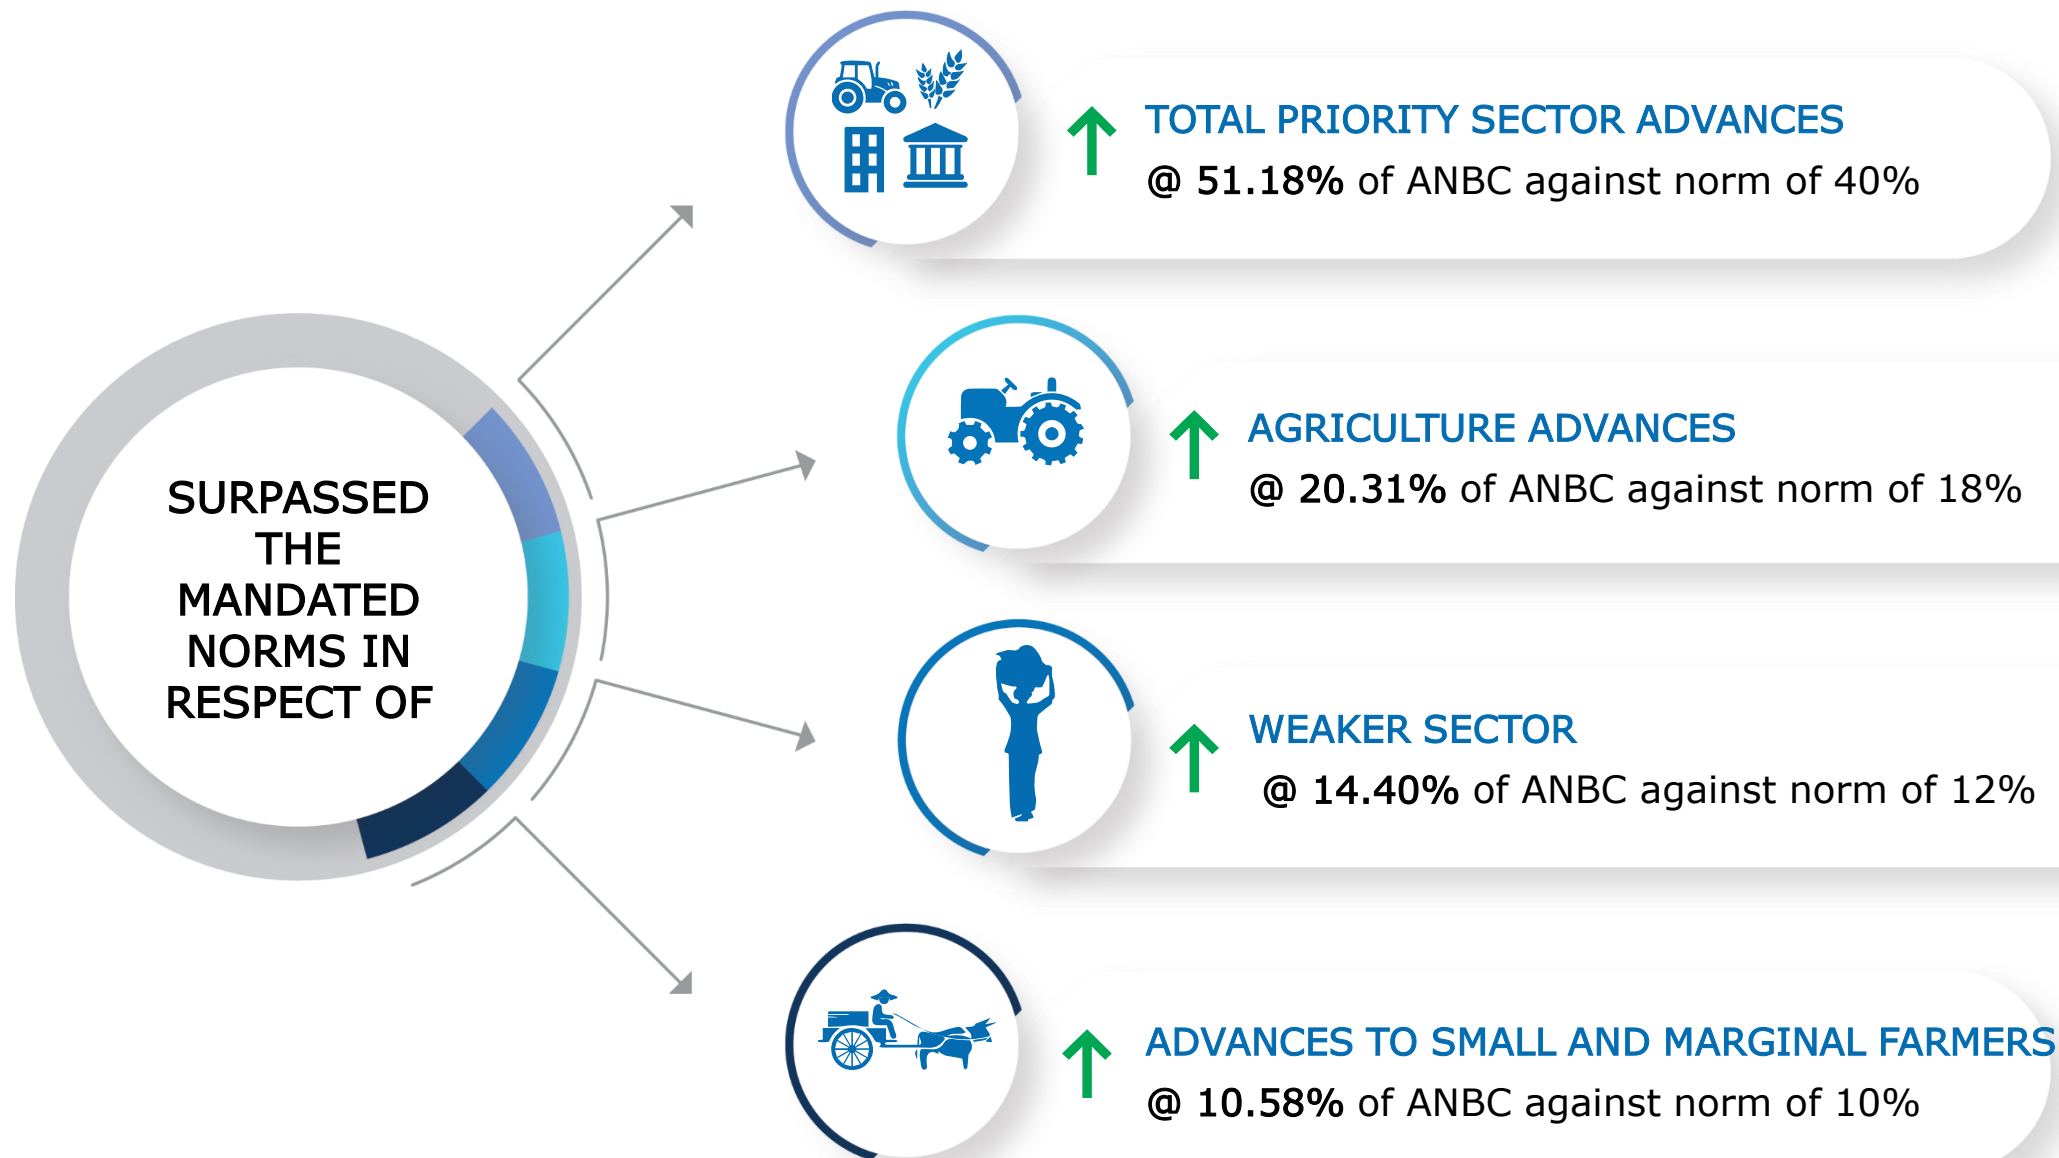 SURPASSED
THE
MANDATED
NORMS IN
RESPECT OF
TOTAL PRIORITY SECTOR ADVANCES
@ 51.18% of ANBC against norm of 40%
AGRICULTURE ADVANCES
@ 20.31% of ANBC against norm of 18%
WEAKER SECTOR
@ 14.40% of ANBC against norm of 12%
ADVANCES TO SMALL AND MARGINAL FARMERS
@ 10.58% of ANBC against norm of 10%